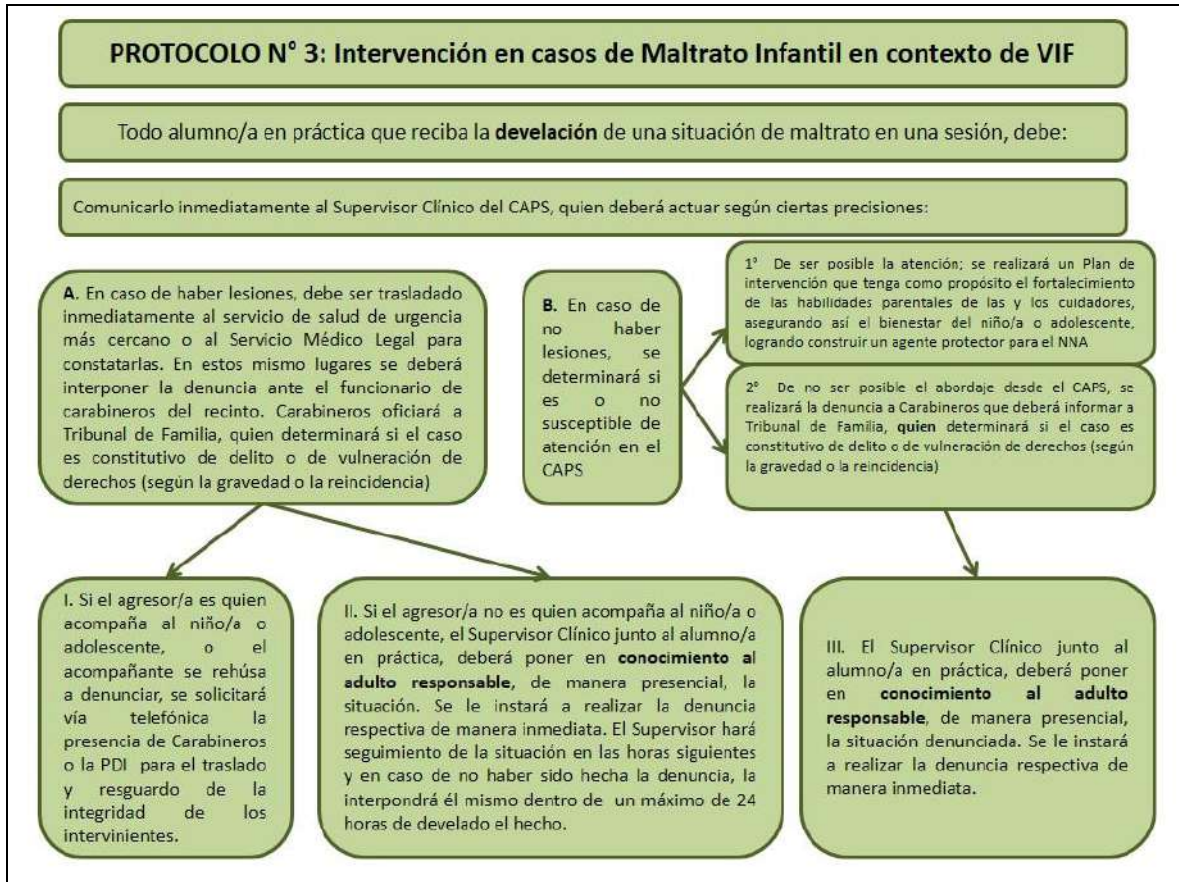 PROTOCOLO N° 3: Intervención en casos de Maltrato Infantil en contexto de VIF
Todo alumno/a en práctica que reciba la develación de una situación de maltrato en una sesión, debe:
Comunicarlo inmediatamente al Supervisor Clínico del CAPS, quien deberá actuar según ciertas precisiones:
A. En caso de haber lesiones, debe ser trasladado
inmediatamente al servicio de salud de urgencia
más cercano o al Servicio Médico Legal para
constatarlas. En estos mismo lugares se deberá
interponer la denuncia ante el funcionario de
carabineros del recinto. Carabineros oficiará a
Tribunal de Familia, quien determinará si el caso
es constitutivo de delito o de vulneración de
derechos (según la gravedad o la reincidencia)
B. En caso de
no haber
lesiones, se
determinará si
es o no
susceptible de
atención en el
CAPS
1° De ser posible la atención; se realizará un Plan de
intervención que tenga como propósito el fortalecimiento
de las habilidades parentales de las y los cuidadores,
asegurando así el bienestar del niño/a o adolescente,
logrando construir un agente protector para el NNA
2° De no ser posible el abordaje desde el CAPS, se
realizará la denuncia a Carabineros que deberá informar a
Tribunal de Familia, quien determinará si el caso es
constitutivo de delito o de vulneración de derechos (según
la gravedad o la reincidencia)
I. Si el agresor/a es quien
acompaña al niño/a o
adolescente, o el
acompañante se rehúsa
a denunciar, se solicitará
vía telefónica la
presencia de Carabineros
o la PDI para el traslado
y resguardo de la
integridad de los
intervinientes.
II. Si el agresor/a no es quien acompaña al niño/a o
adolescente, el Supervisor Clínico junto al alumno/a
en práctica, deberá poner en conocimiento al
adulto responsable, de manera presencial, la
situación. Se le instará a realizar la denuncia
respectiva de manera inmediata. El Supervisor hará
seguimiento de la situación en las horas siguientes
y en caso de no haber sido hecha la denuncia, la
interpondrá él mismo dentro de un máximo de 24
horas de develado el hecho.
III. El Supervisor Clínico junto al
alumno/a en práctica, deberá poner
en conocimiento al adulto
responsable, de manera presencial,
la situación denunciada. Se le instará
a realizar la denuncia respectiva de
manera inmediata.